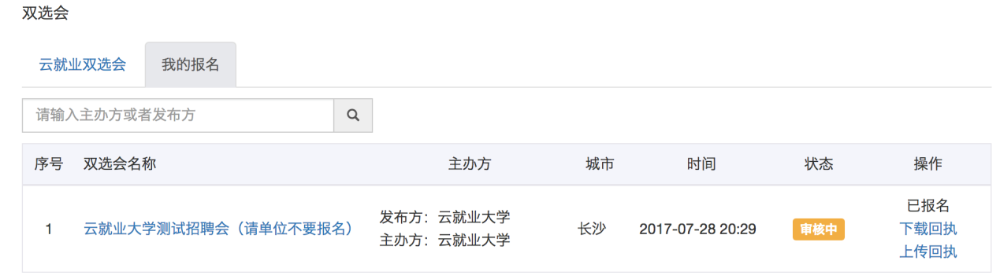 双选会
云就业双选会 我的报名
请输入主办方或者发布方
序号 双选会名称 主办方 城市 时间 状态 操作
1 云就业大学测试招聘会（请单位不要报名） 发布方：云就业大学 主办方：云就业大学 长沙 2017-07-28 20:29 审核中 已报名
下载回执
上传回执